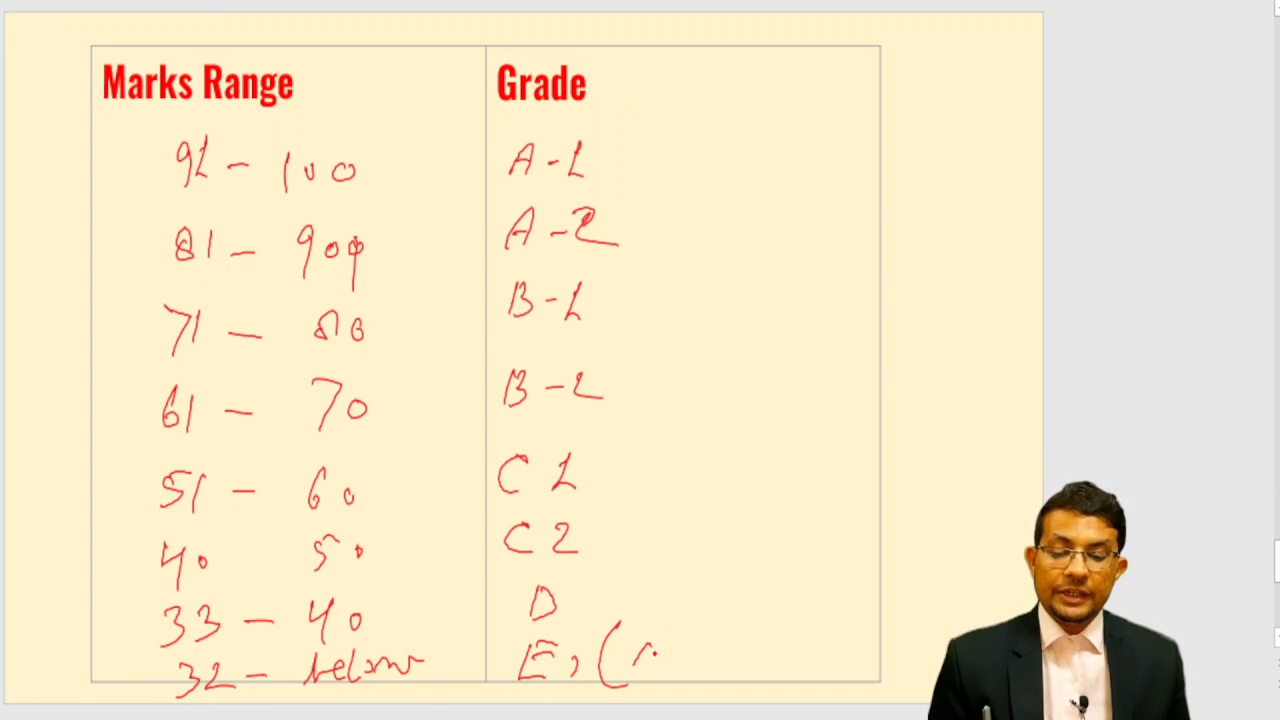 Marks Range Grade
91 - 100 A-1
81 - 900 A-2
71 - 80 B-1
61 - 70 B-2
51 - 60 C 1
40 50 C 2
33 - 40 D
32 - below E, (